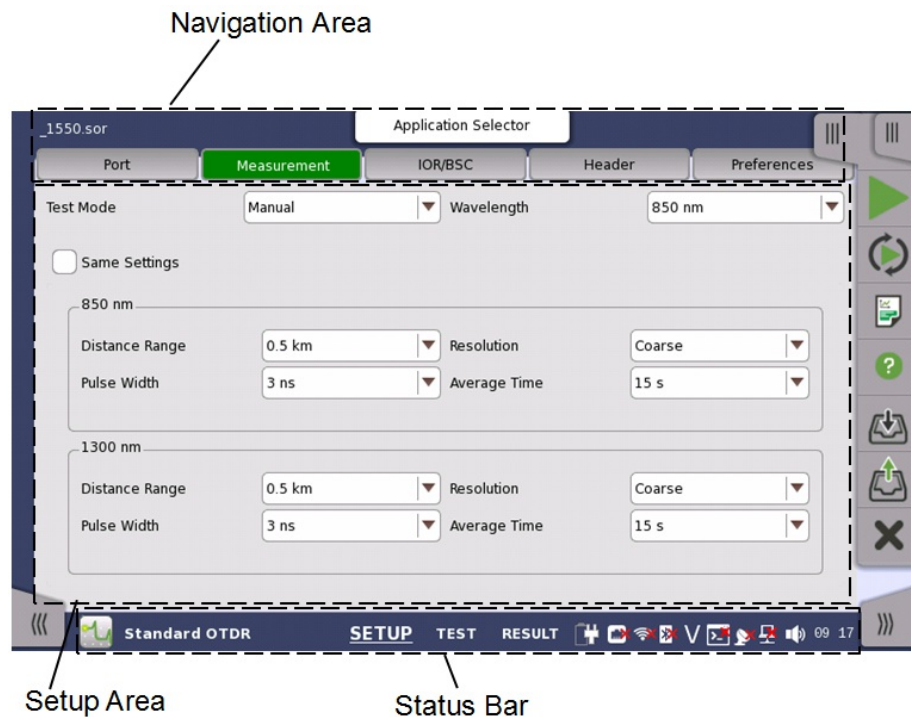 Navigation Area
_1550.sor
Application Selector
Port Measurement IOR/BSC Header Preferences
Test Mode Manual Wavelength 850 nm
Same Settings
850 nm
Distance Range 0.5 km Resolution Coarse
Pulse Width 3 ns Average Time 15 s
1300 nm
Distance Range 0.5 km Resolution Coarse
Pulse Width 3 ns Average Time 15 s
Standard OTDR SETUP TEST RESULT V 09 17
Setup Area
Status Bar